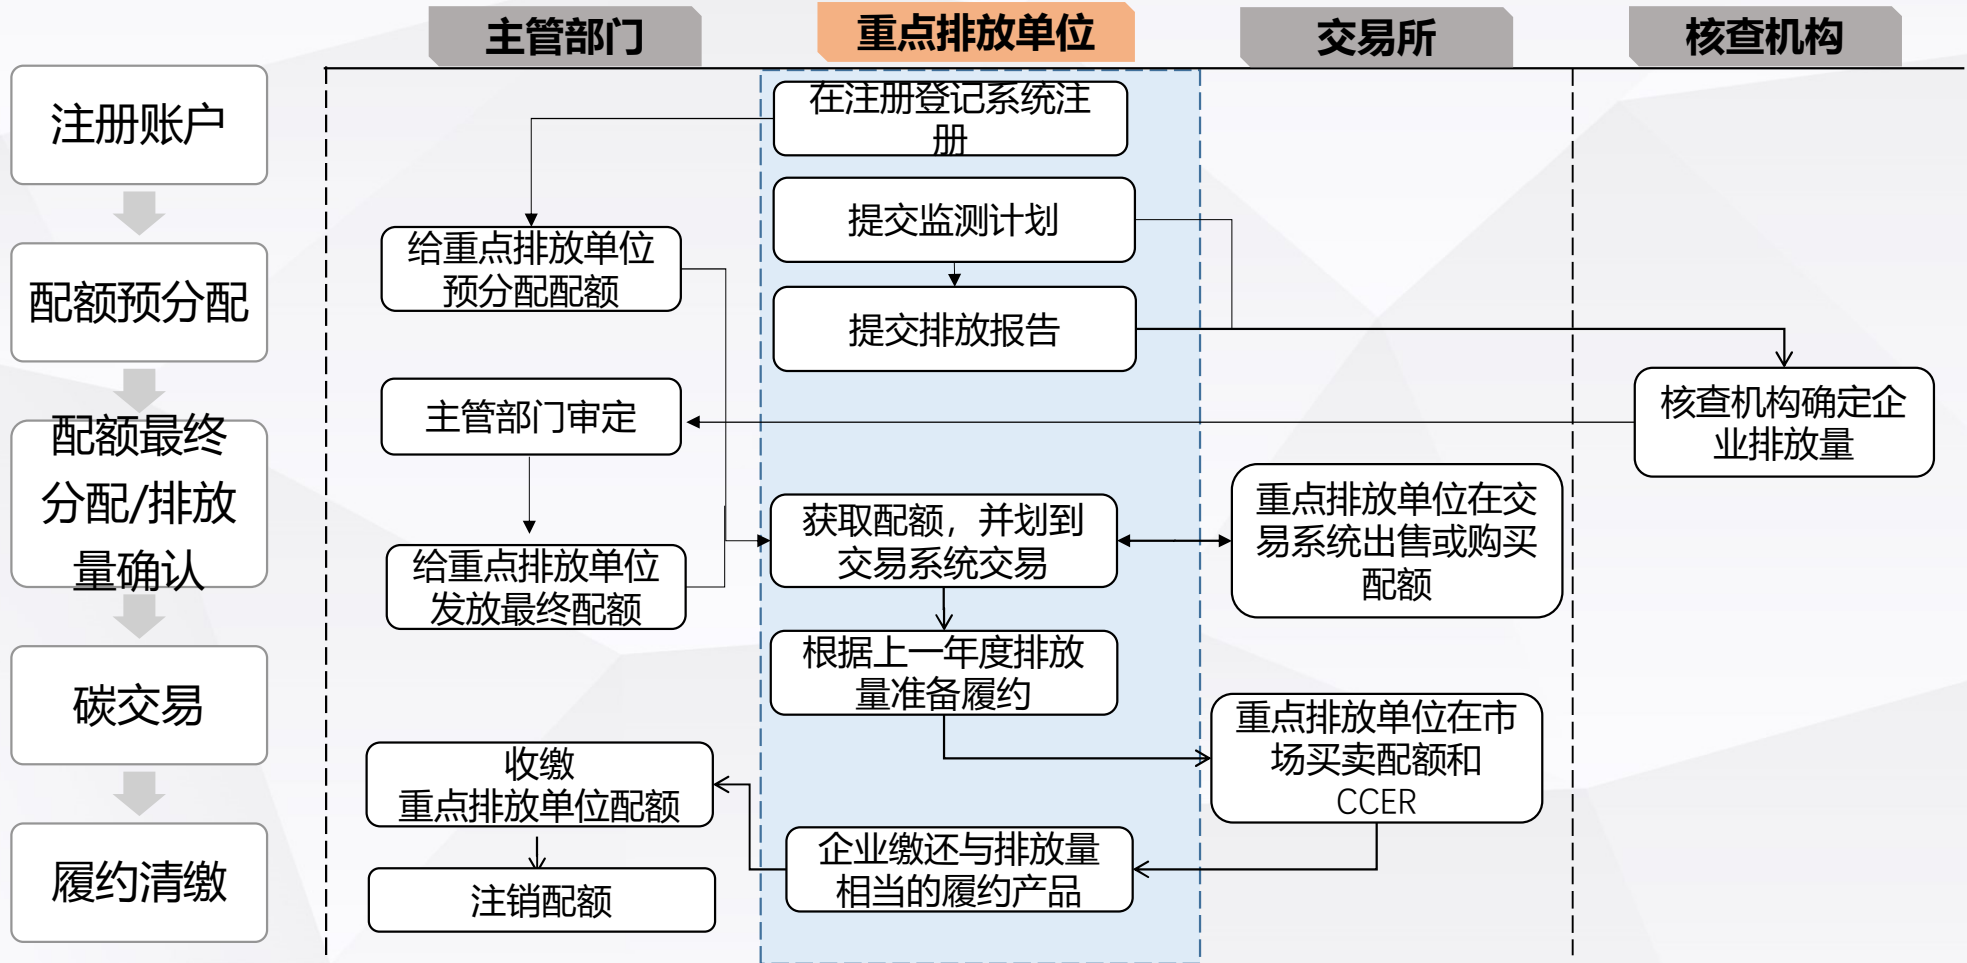 主管部门
重点排放单位
交易所
核查机构
注册账户
在注册登记系统注
册
提交监测计划
给重点排放单位
预分配配额
配额预分配
提交排放报告
主管部门审定
核查机构确定企
业排放量
配额最终
分配/排放
量确认
获取配额，并划到
交易系统交易
重点排放单位在交
易系统出售或购买
配额
给重点排放单位
发放最终配额
根据上一年度排放
量准备履约
碳交易
重点排放单位在市
场买卖配额和
CCER
收缴
重点排放单位配额
企业缴还与排放量
相当的履约产品
履约清缴
注销配额